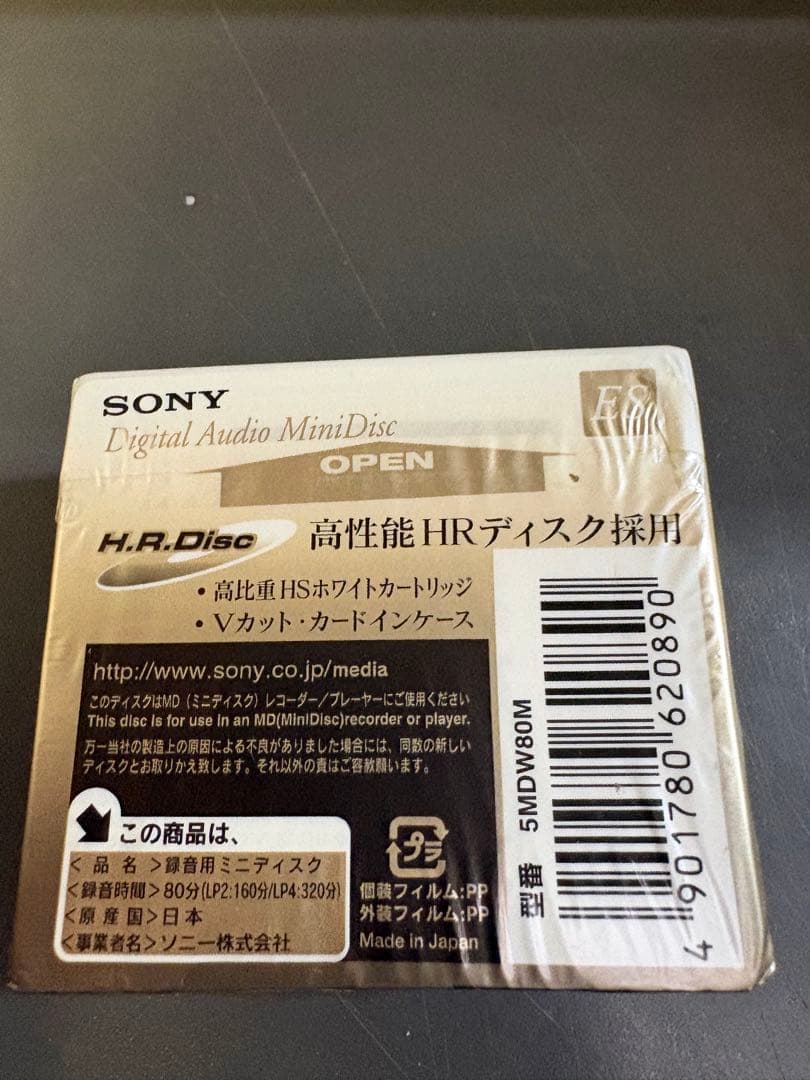 SONY
Digital Audio MiniDisc
ES
OPEN
H.R.Disc
高性能HRディスク採用
・高比重HSホワイトカートリッジ
・Vカット・カードインケース
http://www.sony.co.jp/media
このディスクはMD（ミニディスク）レコーダー／プレーヤーにご使用ください
This disc is for use in an MD(MiniDisc)recorder or player.
万一当社の製造上の原因による不良がありました場合には、同数の新しい
ディスクとお取りかえ致します。それ以外の責はご容赦願います。
この商品は、
<品名>録音用ミニディスク
<録音時間>80分(LP2:160分/LP4:320分)
<原産国>日本
<事業者名>ソニー株式会社
プラ
個装フィルム:PP
外装フィルム:PP
Made in Japan
型番 5MDW80M
4 901780 620890